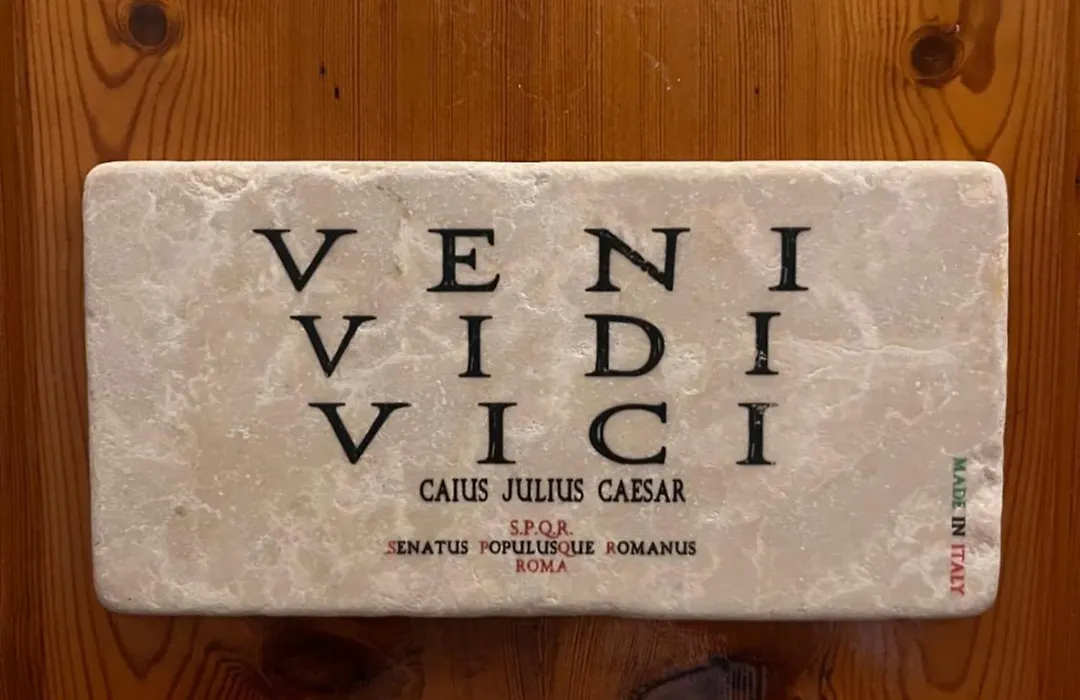 VENI
VIDI
VICI
CAIUS JULIUS CAESAR
S.P.Q.R.
SENATUS POPULUSQUE ROMANUS
ROMA
MADE IN ITALY